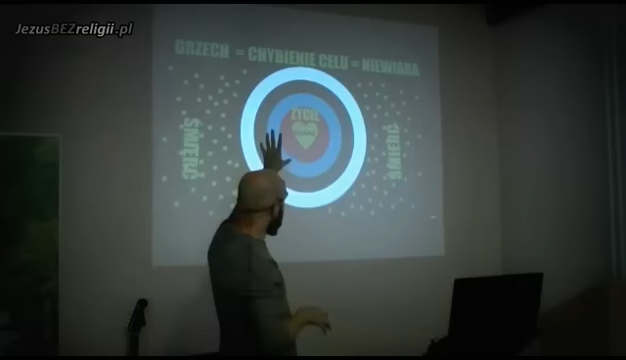 JezusBEZreligii.pl
GRZECH = CHYBIENIE CELU = NIEWIARA
ŻYCIE
ŚMIERĆ
ŚMIERĆ